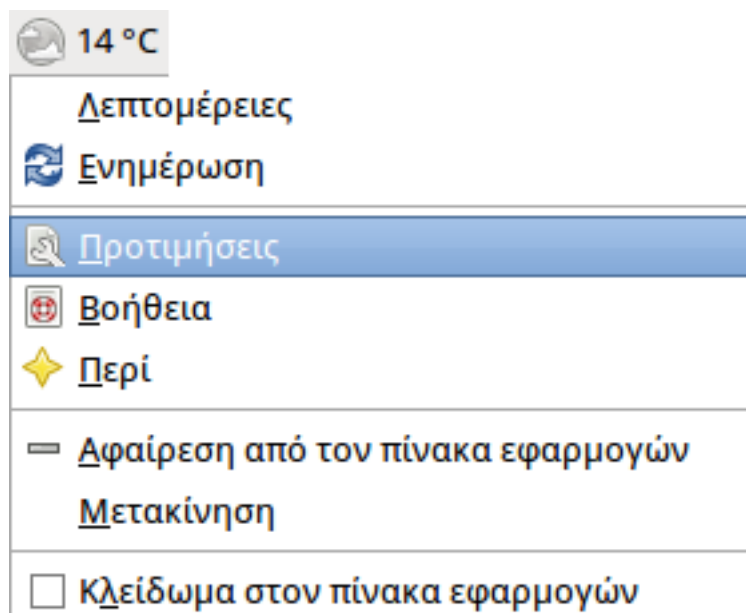 14 °C
Λεπτομέρειες
Ενημέρωση
Προτιμήσεις
Βοήθεια
Περί
Αφαίρεση από τον πίνακα εφαρμογών
Μετακίνηση
Κλείδωμα στον πίνακα εφαρμογών